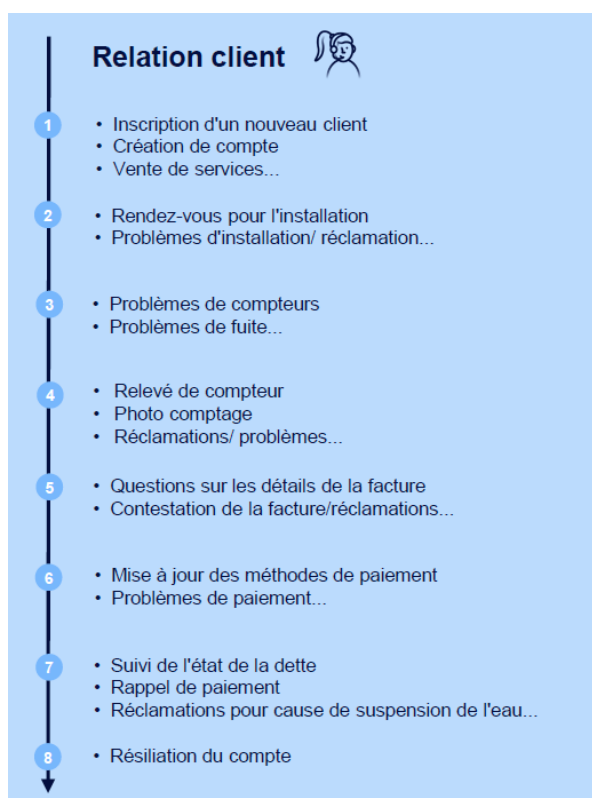 Relation client
1
• Inscription d'un nouveau client
• Création de compte
• Vente de services...
2
• Rendez-vous pour l'installation
• Problèmes d'installation/ réclamation...
3
• Problèmes de compteurs
• Problèmes de fuite...
4
• Relevé de compteur
• Photo comptage
• Réclamations/ problèmes...
5
• Questions sur les détails de la facture
• Contestation de la facture/réclamations...
6
• Mise à jour des méthodes de paiement
• Problèmes de paiement...
7
• Suivi de l'état de la dette
• Rappel de paiement
• Réclamations pour cause de suspension de l'eau...
8
• Résiliation du compte